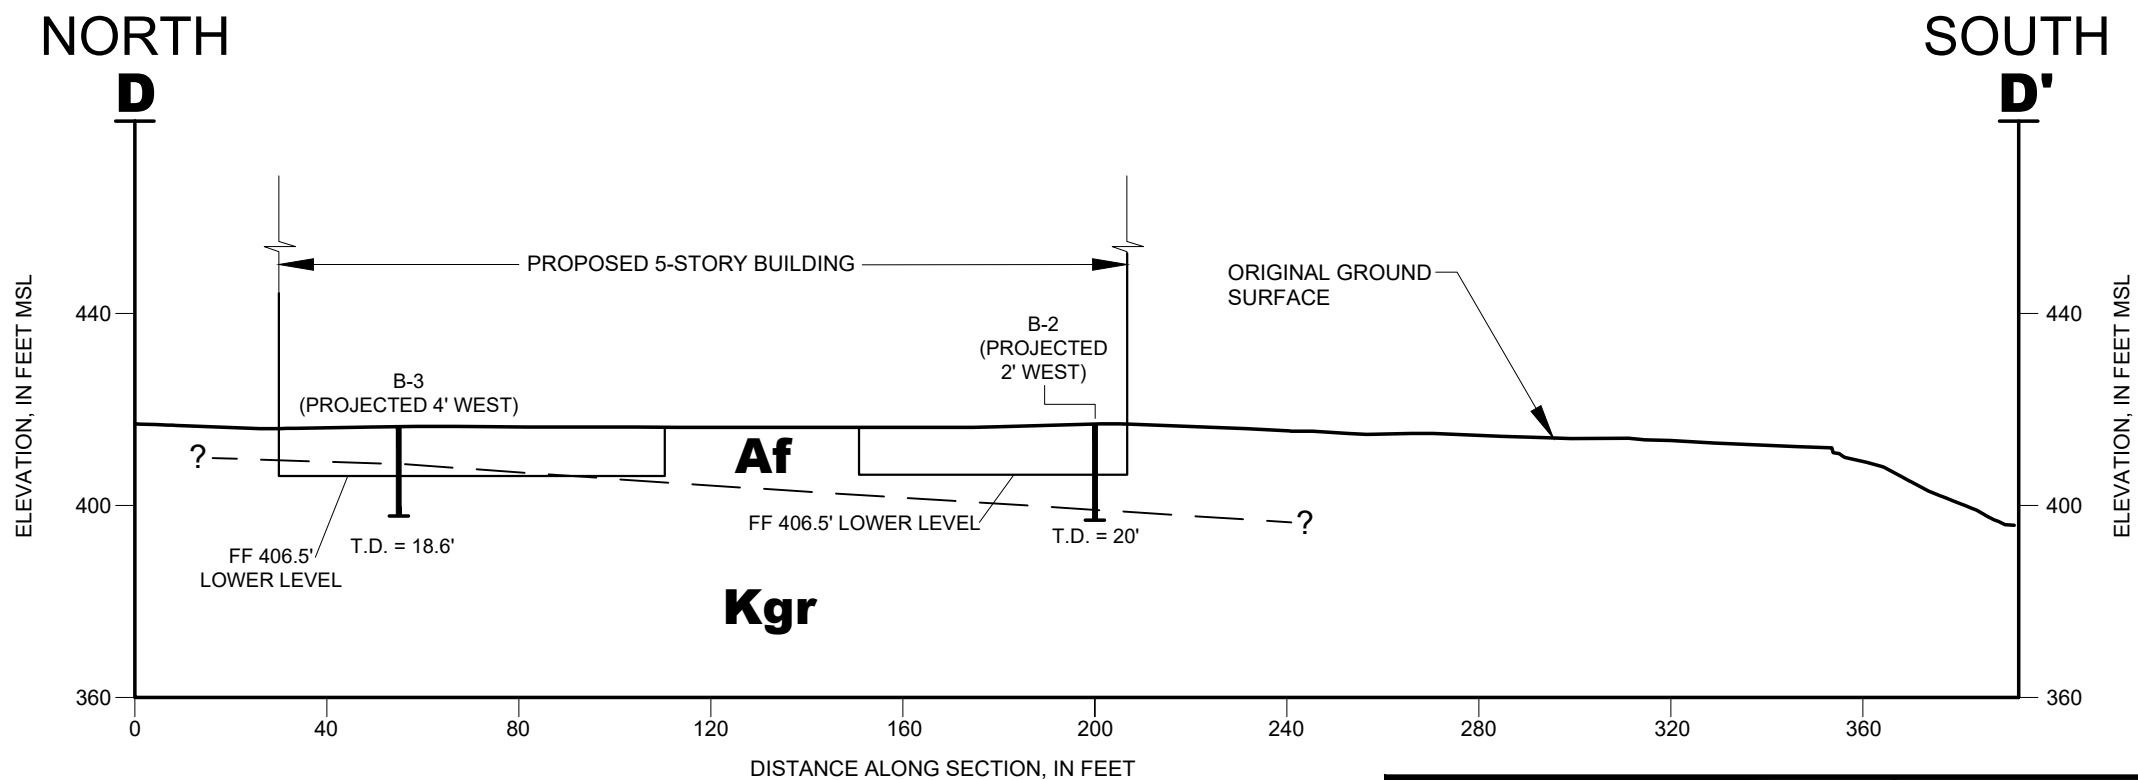 NORTH
D
SOUTH
D'
PROPOSED 5-STORY BUILDING
ORIGINAL GROUND
SURFACE
ELEVATION, IN FEET MSL
440
400
360
B-3
(PROJECTED 4' WEST)
B-2
(PROJECTED
2' WEST)
440
400
360
ELEVATION, IN FEET MSL
?
Af
FF 406.5' LOWER LEVEL
?
T.D. = 18.6'
T.D. = 20'
FF 406.5'
LOWER LEVEL
Kgr
0
40
80
120
160
200
240
280
320
360
DISTANCE ALONG SECTION, IN FEET